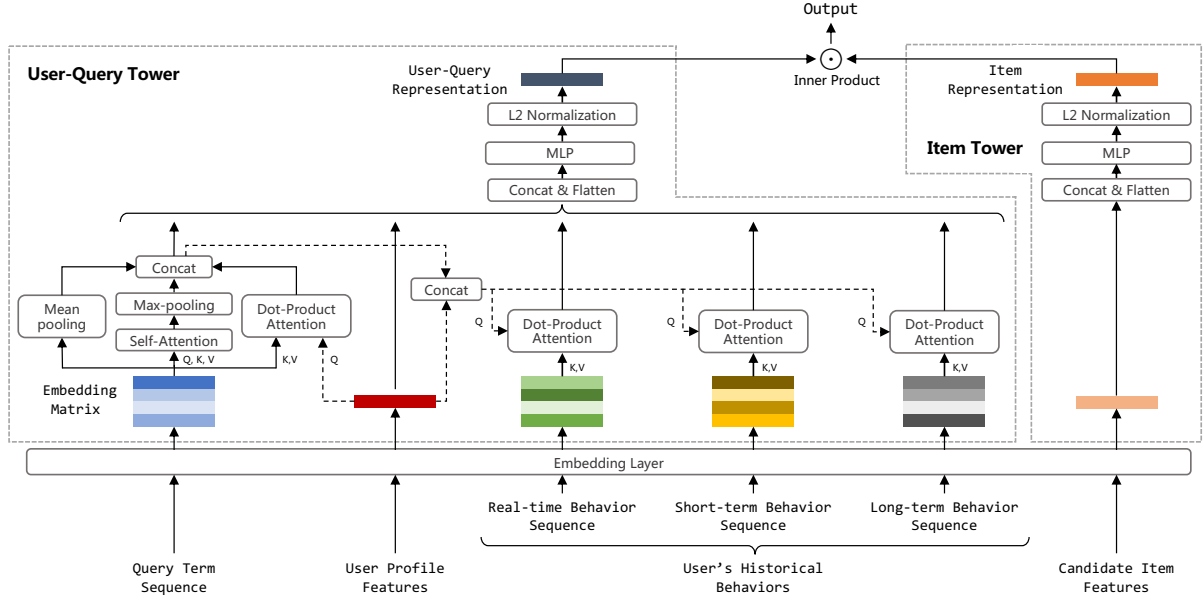 Output
User-Query Tower
User-Query
Representation
Inner Product
Item
Representation
L2 Normalization
L2 Normalization
MLP
Item Tower
MLP
Concat & Flatten
Concat & Flatten
Concat
Mean
pooling
Max-pooling
Dot-Product
Attention
Concat
Self-Attention
Q
Dot-Product
Attention
Q
Dot-Product
Attention
Q
Dot-Product
Attention
Q, K, V
K,V
Q
K,V
K,V
K,V
Embedding
Matrix
Embedding Layer
Real-time Behavior
Sequence
Short-term Behavior
Sequence
Long-term Behavior
Sequence
Query Term
Sequence
User Profile
Features
User's Historical
Behaviors
Candidate Item
Features